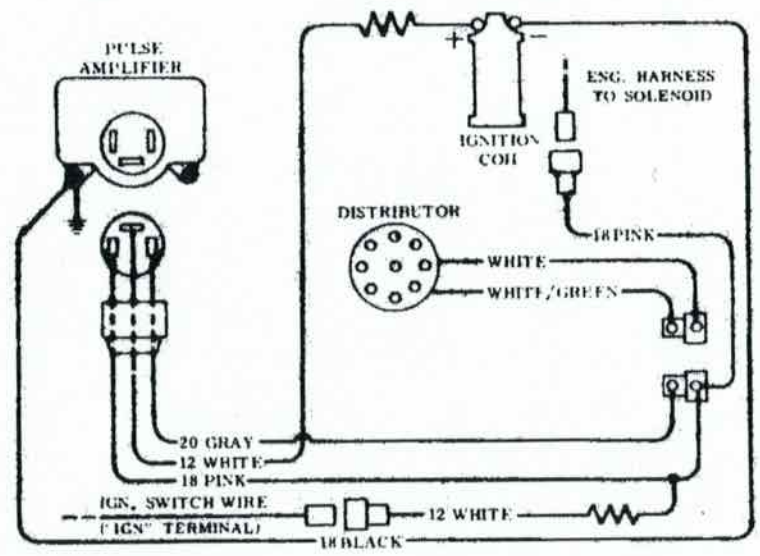 PULSE
AMPLIFIER
+
-
ENG. HARNESS
TO SOLENOID
IGNITION
COIL
DISTRIBUTOR
18 PINK
WHITE
WHITE/GREEN
20 GRAY
12 WHITE
18 PINK
IGN. SWITCH WIRE
("IGN" TERMINAL)
12 WHITE
18 BLACK